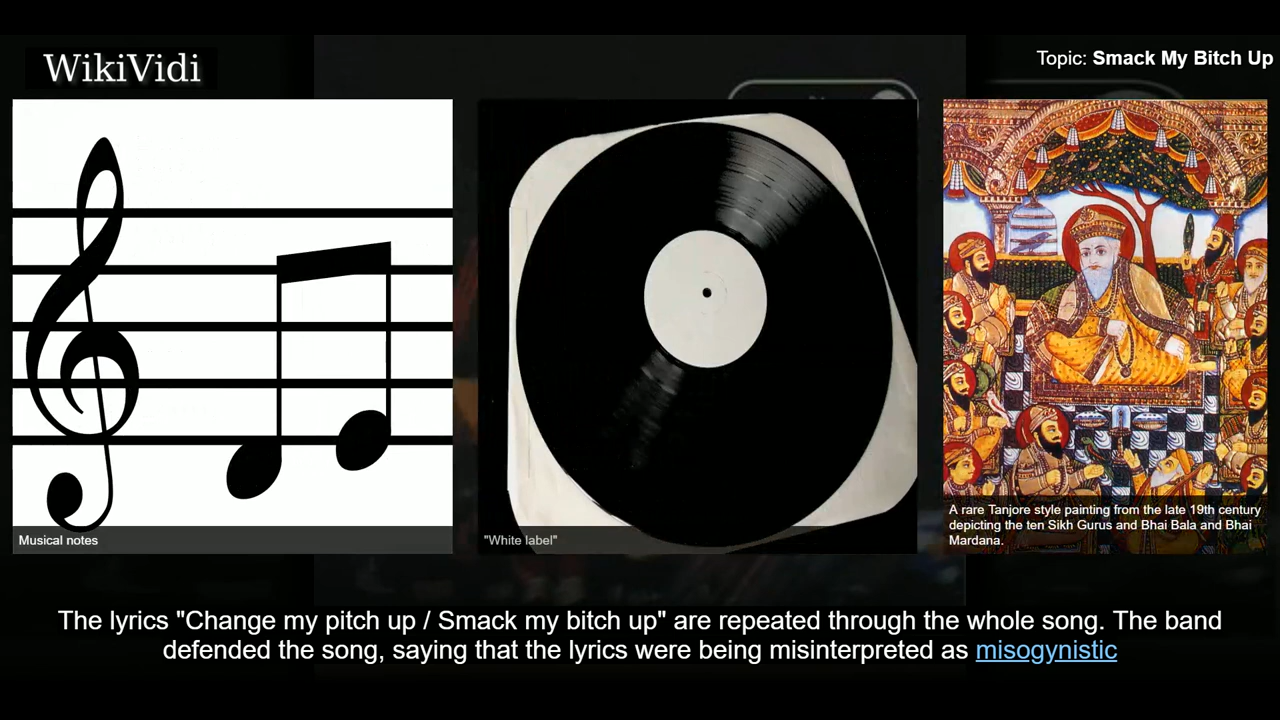 WikiVidi
Topic: Smack My Bitch Up
Musical notes
"White label"
A rare Tanjore style painting from the late 19th century
depicting the ten Sikh Gurus and Bhai Bala and Bhai
Mardana.
The lyrics "Change my pitch up / Smack my bitch up" are repeated through the whole song. The band
defended the song, saying that the lyrics were being misinterpreted as misogynistic